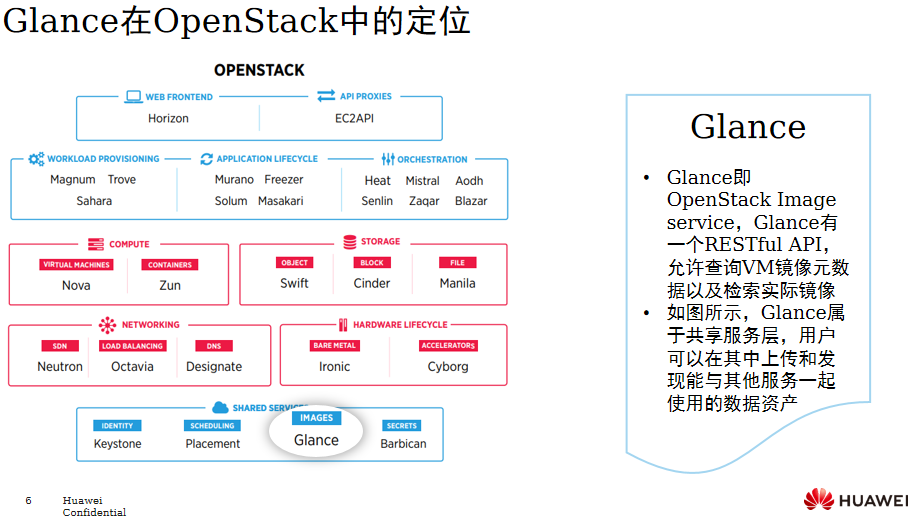 Glance在OpenStack中的定位
OPENSTACK
WEB FRONTEND
API PROXIES
Horizon
EC2API
WORKLOAD PROVISIONING
APPLICATION LIFECYCLE
ORCHESTRATION
Magnum Trove
Sahara
Murano Freezer
Solum Masakari
Heat Mistral Aodh
Senlin Zaqar Blazar
COMPUTE
VIRTUAL MACHINES
CONTAINERS
Nova
Zun
STORAGE
OBJECT
BLOCK
FILE
Swift
Cinder
Manila
NETWORKING
SDN
LOAD BALANCING
DNS
Neutron
Octavia
Designate
HARDWARE LIFECYCLE
BARE METAL
ACCELERATORS
Ironic
Cyborg
SHARED SERVICES
IDENTITY
SCHEDULING
IMAGES
SECRETS
Keystone
Placement
Glance
Barbican
Glance
• Glance即
OpenStack Image
service，Glance有
一个RESTful API，
允许查询VM镜像元数
据以及检索实际镜像
• 如图所示，Glance属
于共享服务层，用户
可以在其中上传和发
现能与其他服务一起
使用的数据资产
6
Huawei
Confidential
HUAWEI